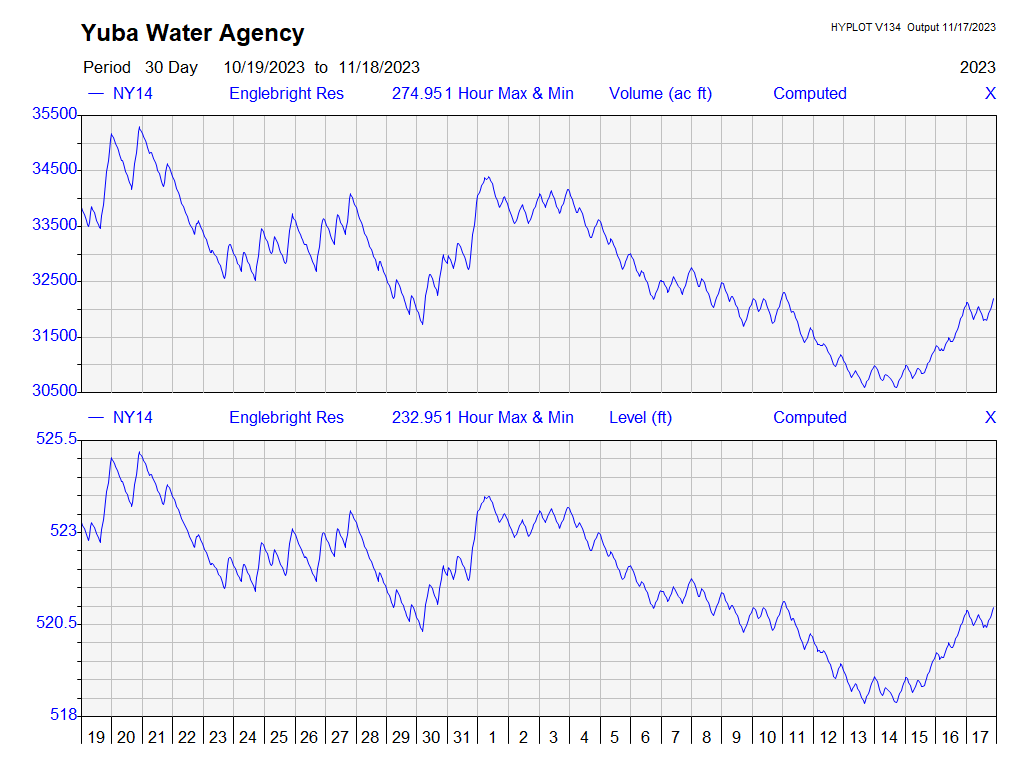 Yuba Water Agency
HYPLOT V134 Output 11/17/2023
Period 30 Day 10/19/2023 to 11/18/2023 2023
— NY14 Englebright Res 274.951 Hour Max & Min Volume (ac ft) Computed X
35500
34500
33500
32500
31500
30500
— NY14 Englebright Res 232.951 Hour Max & Min Level (ft) Computed X
525.5
523
520.5
518
19 20 21 22 23 24 25 26 27 28 29 30 31 1 2 3 4 5 6 7 8 9 10 11 12 13 14 15 16 17